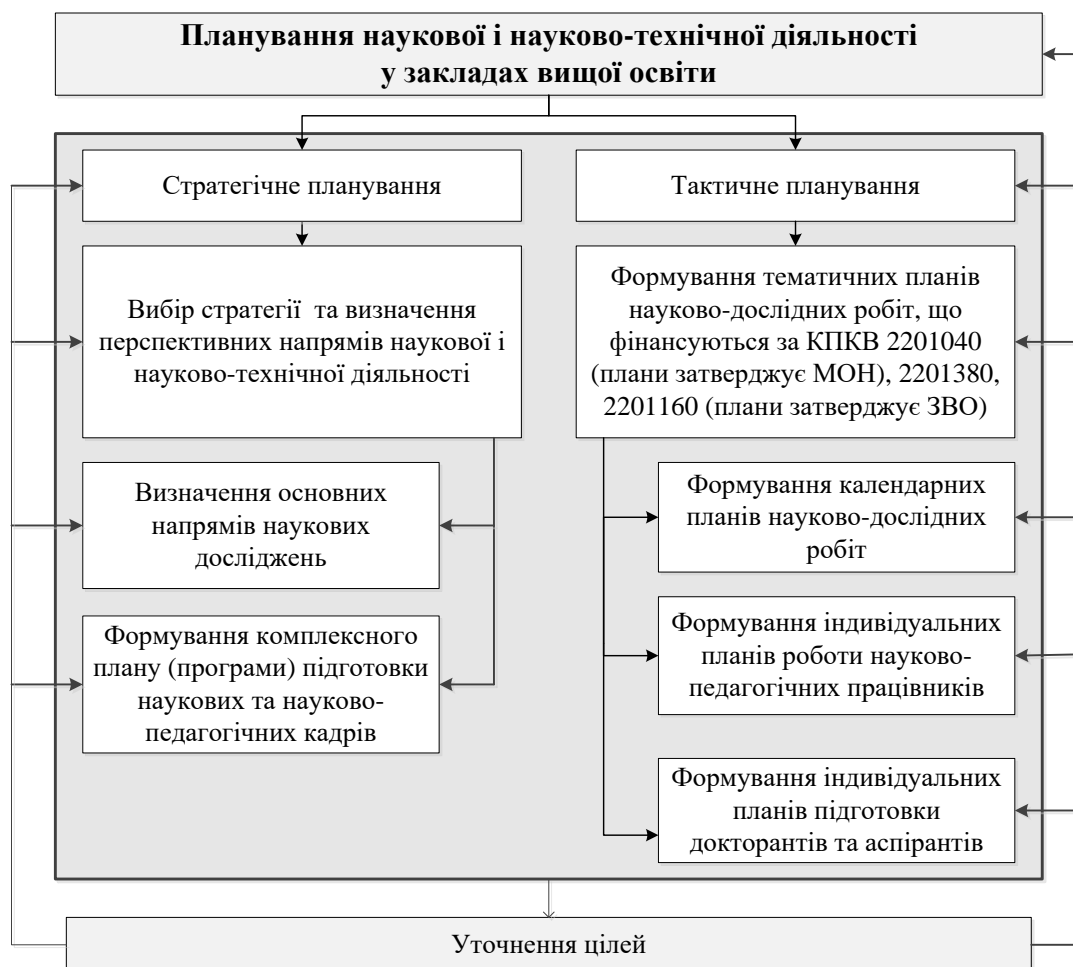 Планування наукової і науково-технічної діяльності
у закладах вищої освіти
Стратегічне планування
Тактичне планування
Вибір стратегії та визначення
перспективних напрямів наукової і
науково-технічної діяльності
Формування тематичних планів
науково-дослідних робіт, що
фінансуються за КПКВ 2201040
(плани затверджує МОН), 2201380,
2201160 (плани затверджує ЗВО)
Визначення основних
напрямів наукових
досліджень
Формування календарних
планів науково-дослідних
робіт
Формування комплексного
плану (програми) підготовки
наукових та науково-
педагогічних кадрів
Формування індивідуальних
планів роботи науково-
педагогічних працівників
Формування індивідуальних
планів підготовки
докторантів та аспірантів
Уточнення цілей